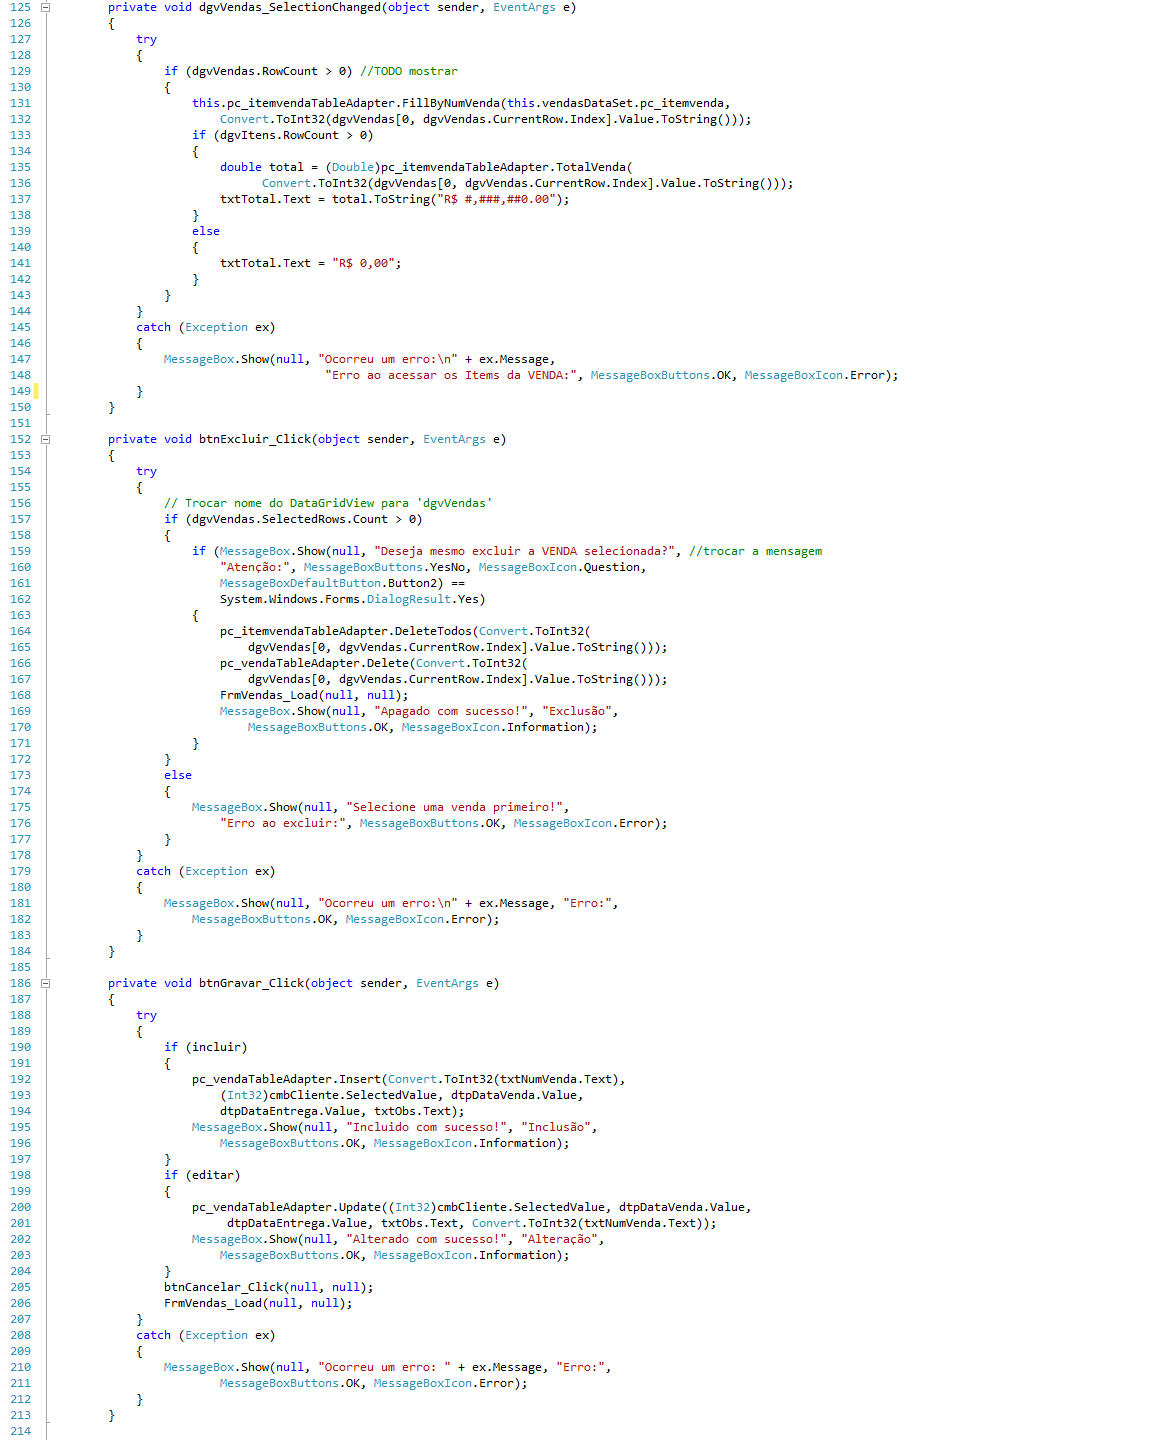 125 private void dgvVendas_SelectionChanged(object sender, EventArgs e)
126 {
127 try
128 {
129 if (dgvVendas.RowCount > 0) //TODO mostrar
130 {
131 this.pc_itemvendaTableAdapter.FillByNumVenda(this.vendasDataSet.pc_itemvenda,
132 Convert.ToInt32(dgvVendas[0, dgvVendas.CurrentRow.Index].Value.ToString()));
133 if (dgvItens.RowCount > 0)
134 {
135 double total = (Double)pc_itemvendaTableAdapter.TotalVenda(
136 Convert.ToInt32(dgvVendas[0, dgvVendas.CurrentRow.Index].Value.ToString()));
137 txtTotal.Text = total.ToString("R$ #,###,##0.00");
138 }
139 else
140 {
141 txtTotal.Text = "R$ 0,00";
142 }
143 }
144 }
145 catch (Exception ex)
146 {
147 MessageBox.Show(null, "Ocorreu um erro:\n" + ex.Message,
148 "Erro ao acessar os Items da VENDA:", MessageBoxButtons.OK, MessageBoxIcon.Error);
149 }
150 }
151
152 private void btnExcluir_Click(object sender, EventArgs e)
153 {
154 try
155 {
156 // Trocar nome do DataGridView para 'dgvVendas'
157 if (dgvVendas.SelectedRows.Count > 0)
158 {
159 if (MessageBox.Show(null, "Deseja mesmo excluir a VENDA selecionada?", //trocar a mensagem
160 "Atenção:", MessageBoxButtons.YesNo, MessageBoxIcon.Question,
161 MessageBoxDefaultButton.Button2) ==
162 System.Windows.Forms.DialogResult.Yes)
163 {
164 pc_itemvendaTableAdapter.DeleteTodos(Convert.ToInt32(
165 dgvVendas[0, dgvVendas.CurrentRow.Index].Value.ToString()));
166 pc_vendaTableAdapter.Delete(Convert.ToInt32(
167 dgvVendas[0, dgvVendas.CurrentRow.Index].Value.ToString()));
168 FrmVendas_Load(null, null);
169 MessageBox.Show(null, "Apagado com sucesso!", "Exclusão",
170 MessageBoxButtons.OK, MessageBoxIcon.Information);
171 }
172 }
173 else
174 {
175 MessageBox.Show(null, "Selecione uma venda primeiro!",
176 "Erro ao excluir:", MessageBoxButtons.OK, MessageBoxIcon.Error);
177 }
178 }
179 catch (Exception ex)
180 {
181 MessageBox.Show(null, "Ocorreu um erro:\n" + ex.Message, "Erro:",
182 MessageBoxButtons.OK, MessageBoxIcon.Error);
183 }
184 }
185
186 private void btnGravar_Click(object sender, EventArgs e)
187 {
188 try
189 {
190 if (incluir)
191 {
192 pc_vendaTableAdapter.Insert(Convert.ToInt32(txtNumVenda.Text),
193 (Int32)cmbCliente.SelectedValue, dtpDataVenda.Value,
194 dtpDataEntrega.Value, txtObs.Text);
195 MessageBox.Show(null, "Incluido com sucesso!", "Inclusão",
196 MessageBoxButtons.OK, MessageBoxIcon.Information);
197 }
198 if (editar)
199 {
200 pc_vendaTableAdapter.Update((Int32)cmbCliente.SelectedValue, dtpDataVenda.Value,
201 dtpDataEntrega.Value, txtObs.Text, Convert.ToInt32(txtNumVenda.Text));
202 MessageBox.Show(null, "Alterado com sucesso!", "Alteração",
203 MessageBoxButtons.OK, MessageBoxIcon.Information);
204 }
205 btnCancelar_Click(null, null);
206 FrmVendas_Load(null, null);
207 }
208 catch (Exception ex)
209 {
210 MessageBox.Show(null, "Ocorreu um erro: " + ex.Message, "Erro:",
211 MessageBoxButtons.OK, MessageBoxIcon.Error);
212 }
213 }
214